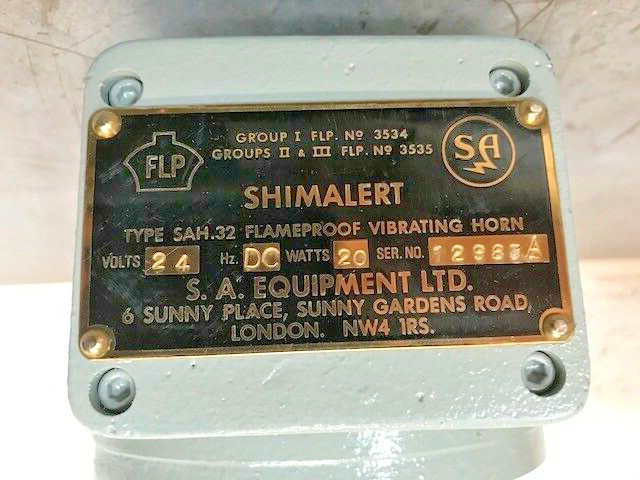 FLP
GROUP I FLP. Nº 3534
GROUPS II & III FLP. Nº 3535
SA
SHIMALERT
TYPE SAH.32 FLAMEPROOF VIBRATING HORN
VOLTS 24 Hz. DC WATTS 20 SER. NO. 12983A
S. A. EQUIPMENT LTD.
6 SUNNY PLACE, SUNNY GARDENS ROAD,
LONDON. NW4 1RS.